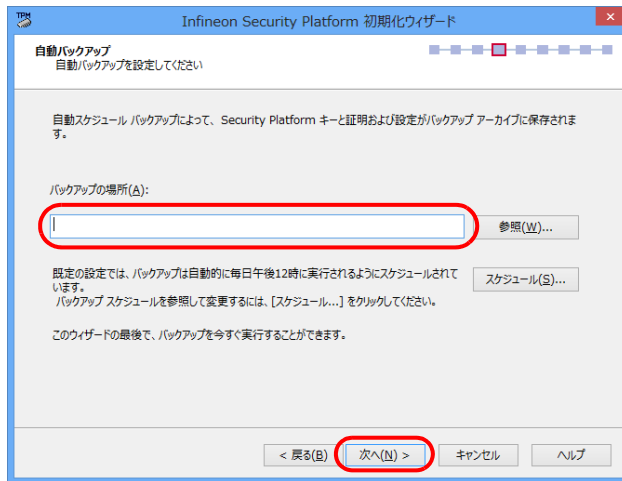 TPM
Infineon Security Platform 初期化ウィザード
自動バックアップ
自動バックアップを設定してください
自動スケジュール バックアップによって、Security Platform キーと証明および設定がバックアップ アーカイブに保存されま
す。
バックアップの場所(A):
参照(W)...
既定の設定では、バックアップは自動的に毎日午後12時に実行されるようにスケジュールされて
います。
スケジュール(S)...
バックアップ スケジュールを参照して変更するには、[スケジュール...] をクリックしてください。
このウィザードの最後で、バックアップを今すぐ実行することができます。
< 戻る(B)
次へ(N) >
キャンセル
ヘルプ